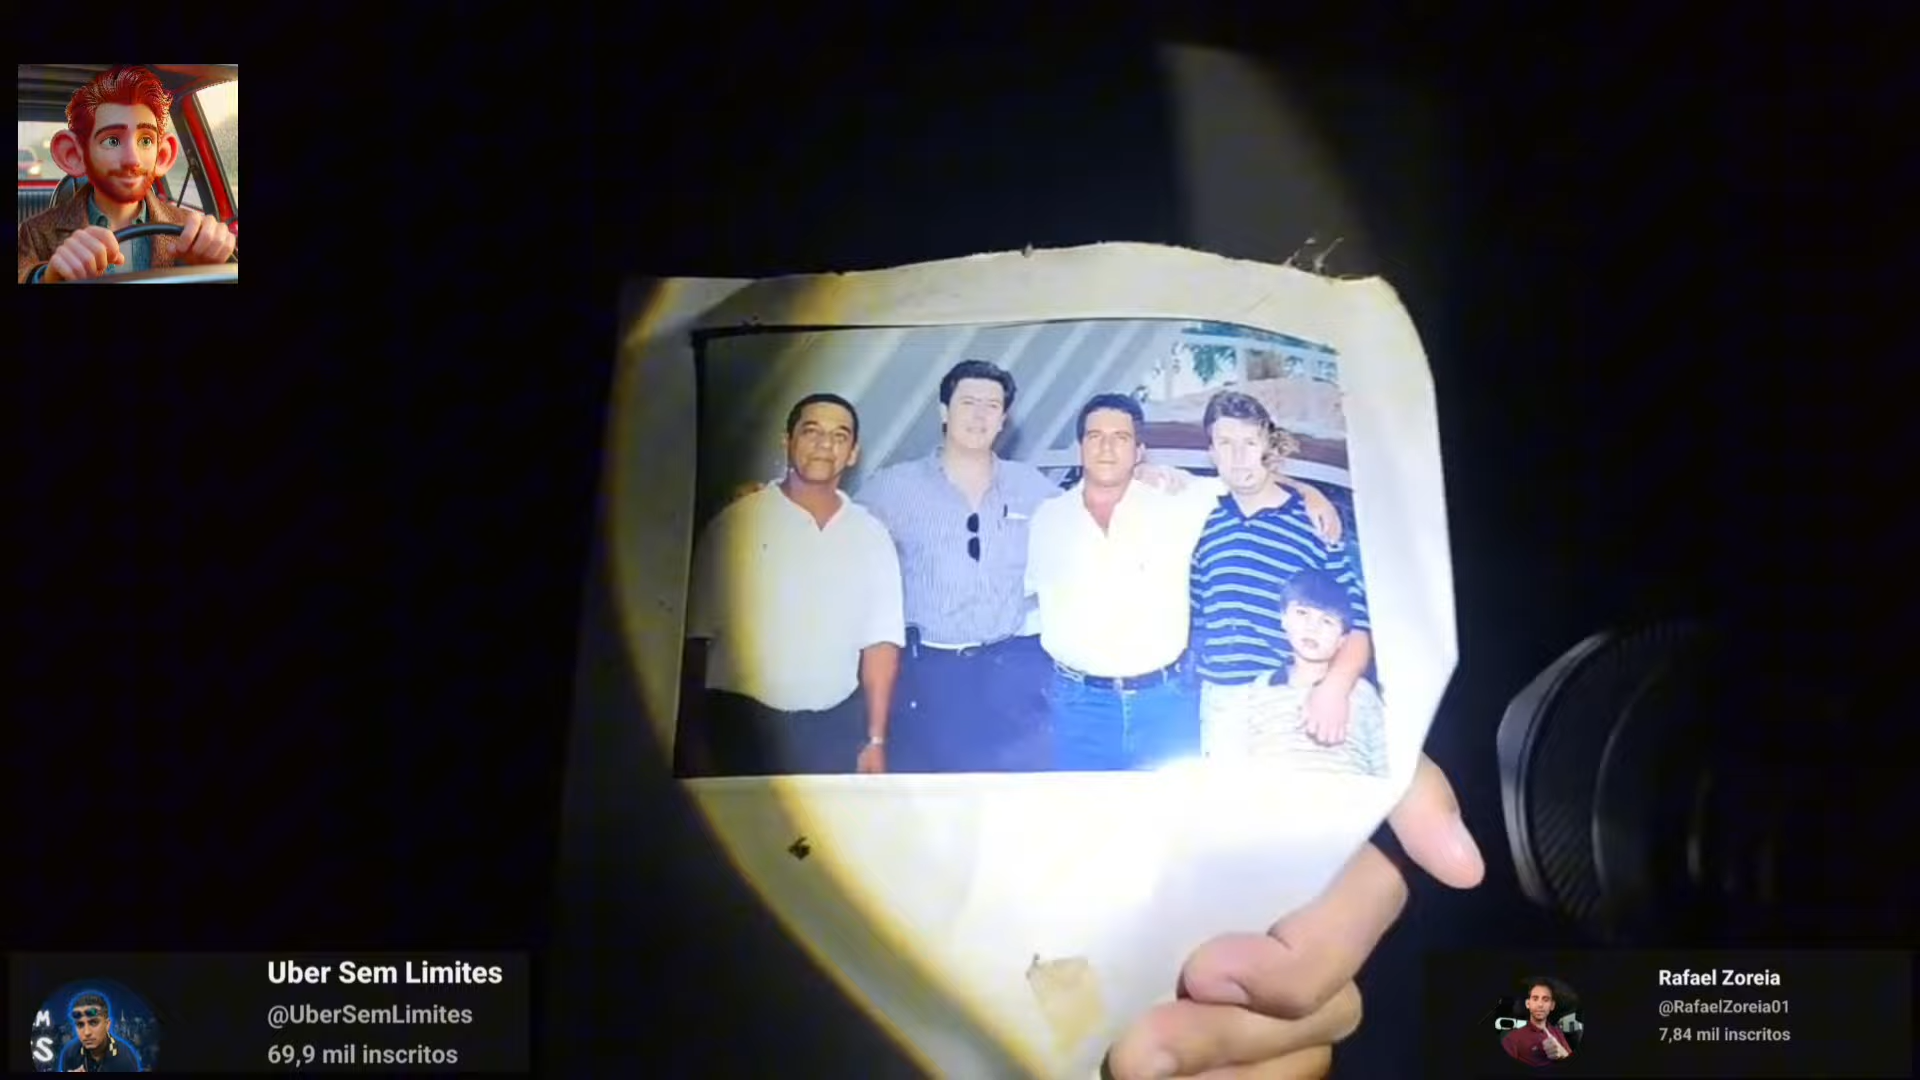 Uber Sem Limites
@UberSemLimites
69,9 mil inscritos
M
S
Rafael Zoreia
@RafaelZoreia01
7,84 mil inscritos